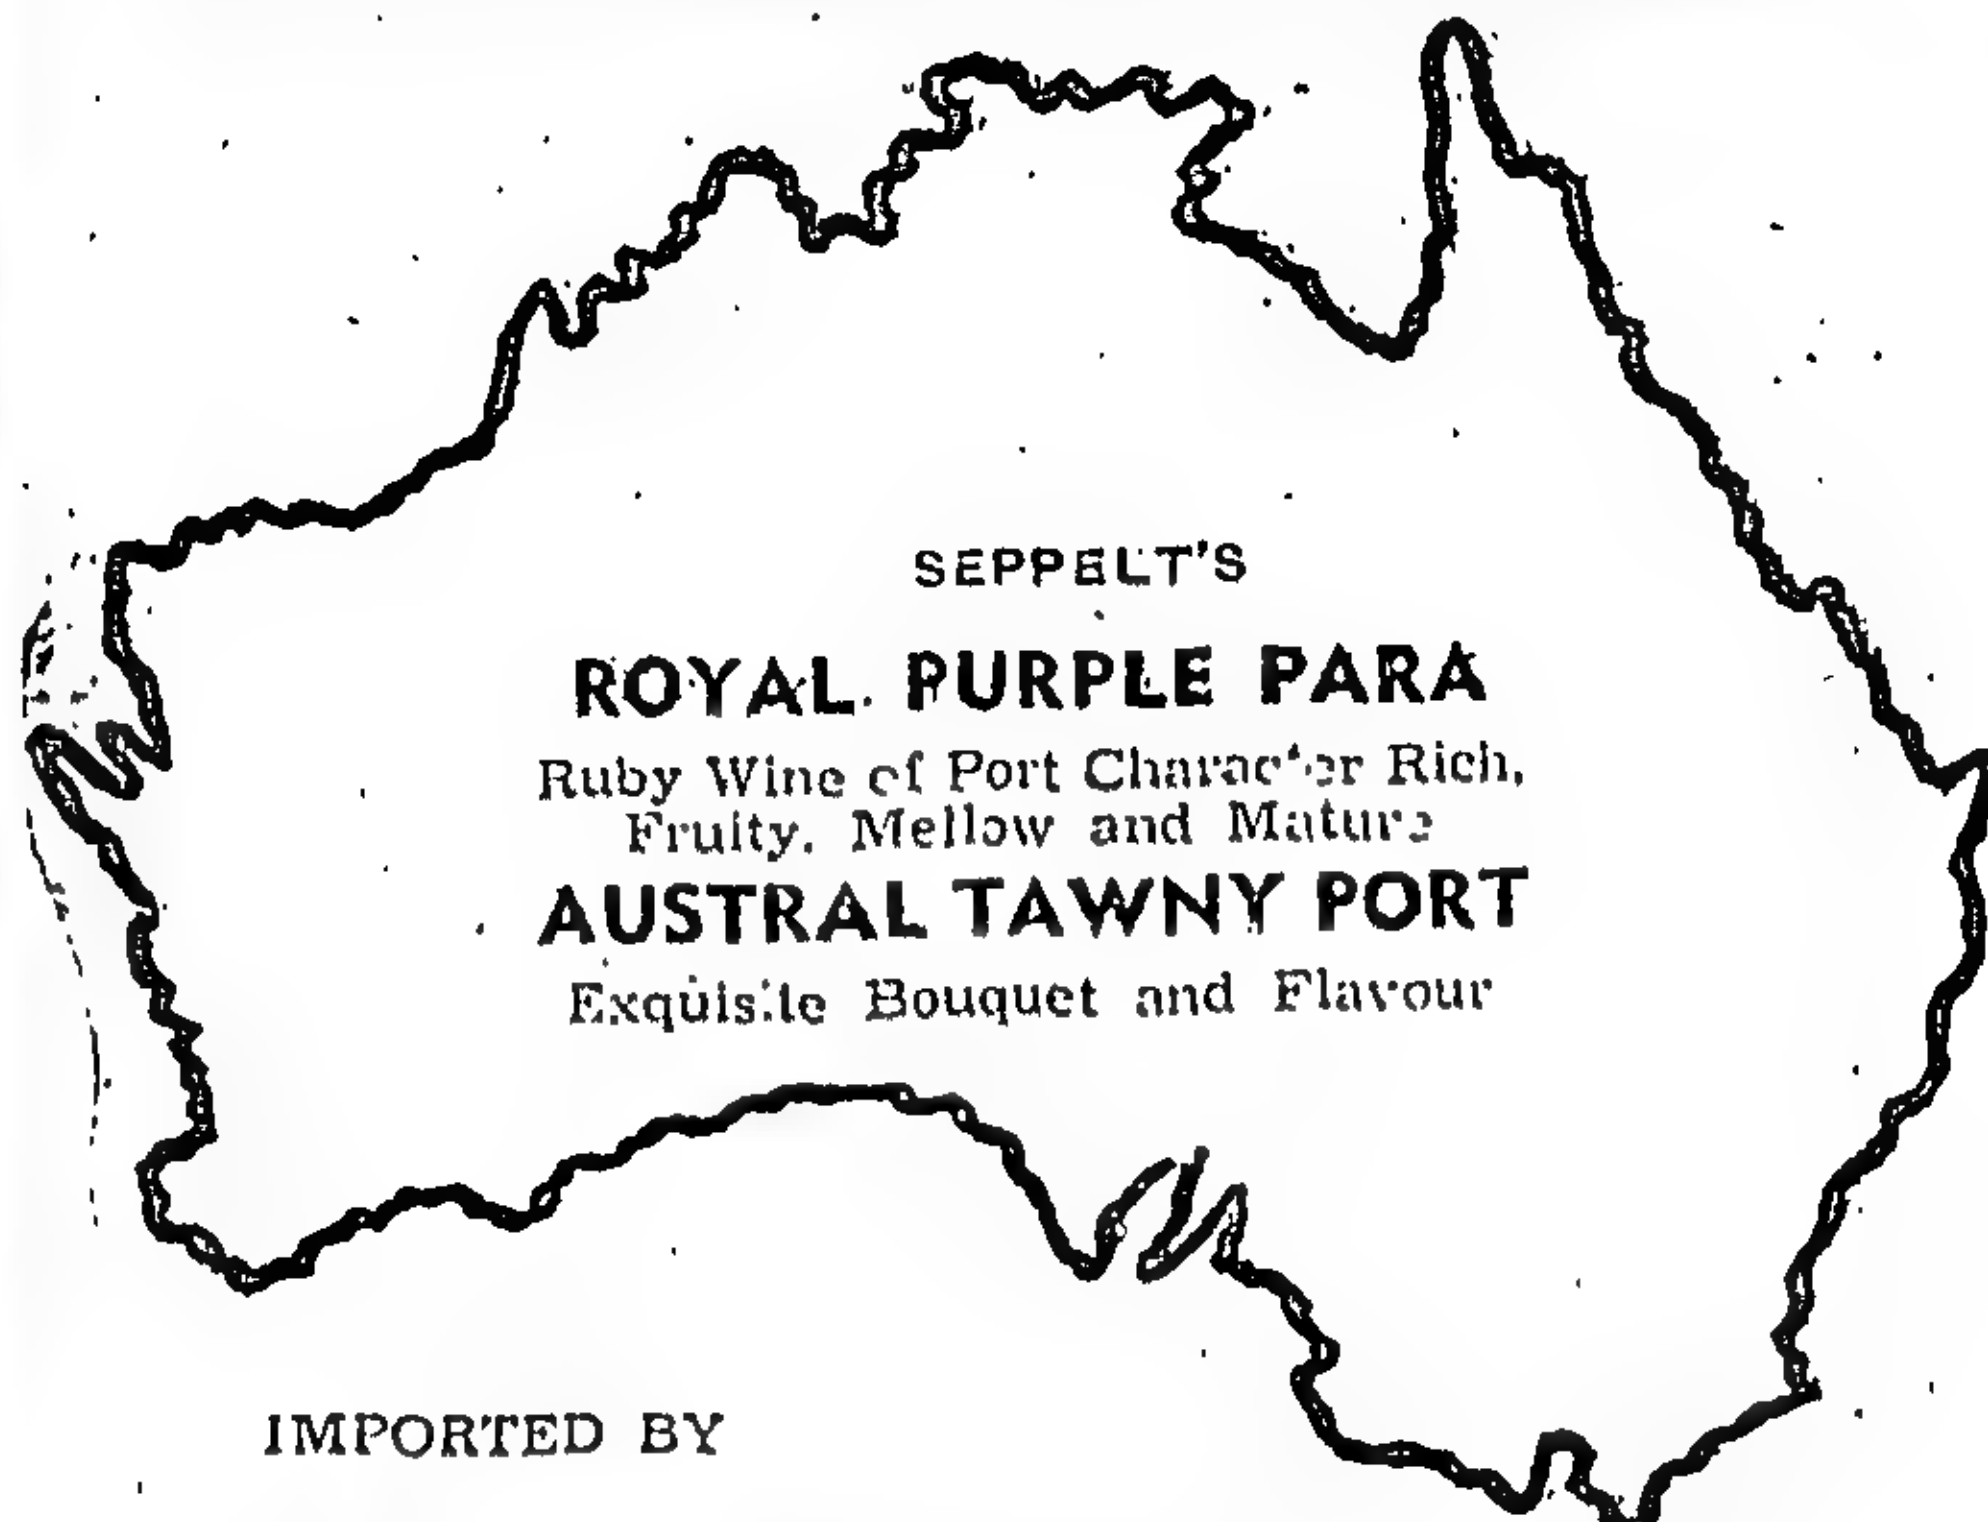 SEPPELT'S
ROYAL PURPLE PARA
Ruby Wine of Port Character Rich,
Fruity, Mellow and Mature
AUSTRAL TAWNY PORT
Exquisite Bouquet and Flavour
IMPORTED BY